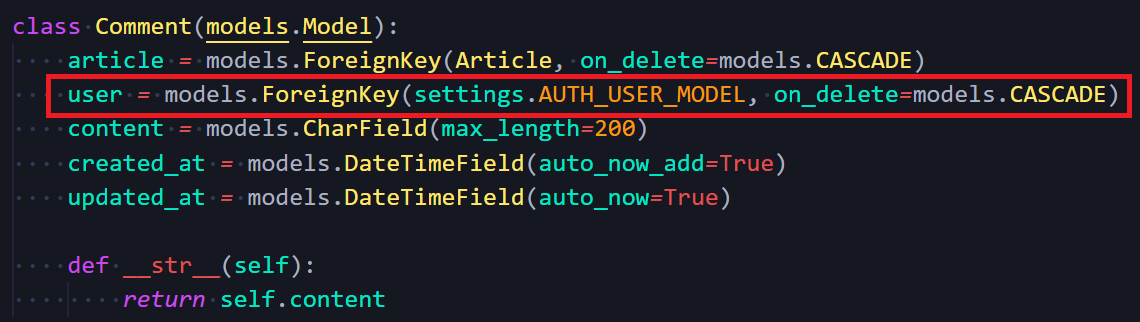 class Comment(models.Model):
    article = models.ForeignKey(Article, on_delete=models.CASCADE)
    user = models.ForeignKey(settings.AUTH_USER_MODEL, on_delete=models.CASCADE)
    content = models.CharField(max_length=200)
    created_at = models.DateTimeField(auto_now_add=True)
    updated_at = models.DateTimeField(auto_now=True)

    def __str__(self):
        return self.content